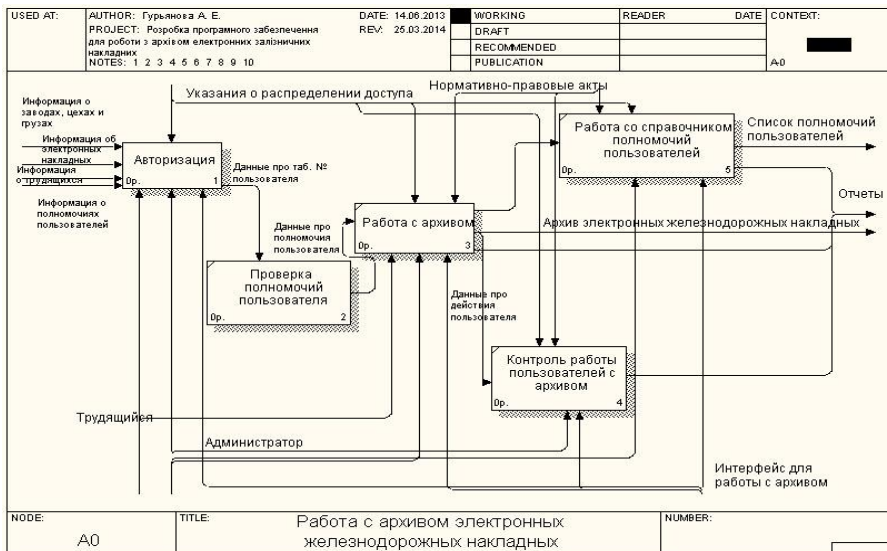 USED AT:
AUTHOR: Гурьянова А. Е.
DATE: 14.06.2013
WORKING
READER
DATE
CONTEXT:
PROJECT: Розробка програмного забезпечення
REV: 25.03.2014
DRAFT
для роботи з архівом електронних залізничних
накладних
RECOMMENDED
NOTES: 1 2 3 4 5 6 7 8 9 10
PUBLICATION
A-0
Информация о
заводах, цехах и
грузах
Указания о распределении доступа
Нормативно-правовые акты
Информация об
электронных
накладных
Информация
о трудящихся
Информация о
полномочиях
пользователей
Авторизация
0р.
1
Данные про таб. №
пользователя
Работа со справочником
полномочий
пользователей
0р.
5
Список полномочий
пользователей
Отчеты
Данные про
полномочия
пользователя
Работа с архивом
0р.
3
Архив электронных железнодорожных накладных
Проверка
полномочий
пользователя
0р.
2
Данные про
действия
пользователя
Контроль работы
пользователей с
архивом
0р.
4
Трудящийся
Администратор
Интерфейс для
работы с архивом
NODE:
A0
TITLE:
Работа с архивом электронных
железнодорожных накладных
NUMBER: